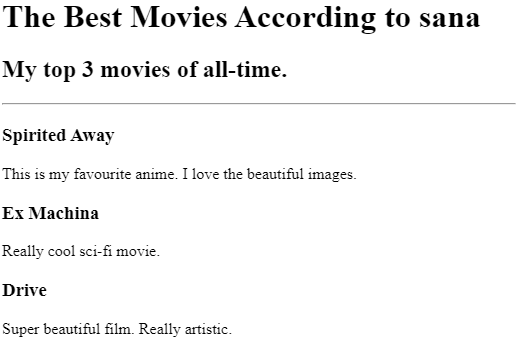 The Best Movies According to sana
My top 3 movies of all-time.
Spirited Away
This is my favourite anime. I love the beautiful images.
Ex Machina
Really cool sci-fi movie.
Drive
Super beautiful film. Really artistic.